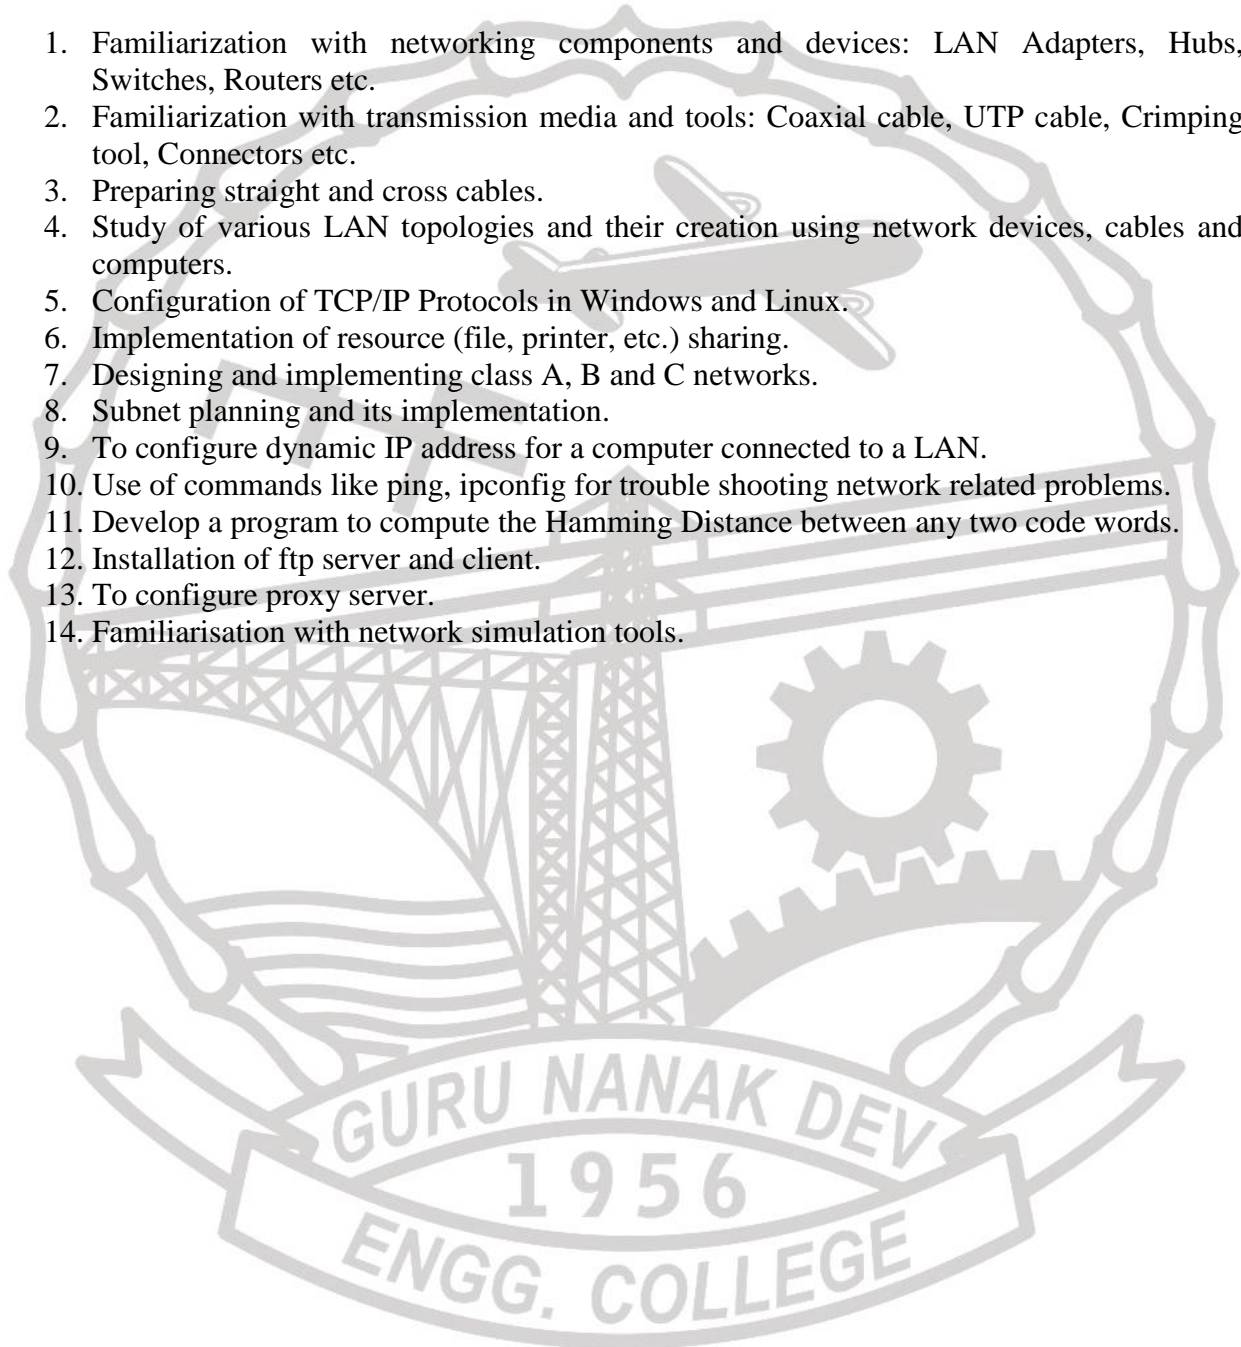 1. Familiarization with networking components and devices: LAN Adapters, Hubs,
Switches, Routers etc.
2. Familiarization with transmission media and tools: Coaxial cable, UTP cable, Crimping
tool, Connectors etc.
3. Preparing straight and cross cables.
4. Study of various LAN topologies and their creation using network devices, cables and
computers.
5. Configuration of TCP/IP Protocols in Windows and Linux.
6. Implementation of resource (file, printer, etc.) sharing.
7. Designing and implementing class A, B and C networks.
8. Subnet planning and its implementation.
9. To configure dynamic IP address for a computer connected to a LAN.
10. Use of commands like ping, ipconfig for trouble shooting network related problems.
11. Develop a program to compute the Hamming Distance between any two code words.
12. Installation of ftp server and client.
13. To configure proxy server.
14. Familiarisation with network simulation tools.
GURU NANAK DEV
1956
ENGG. COLLEGE